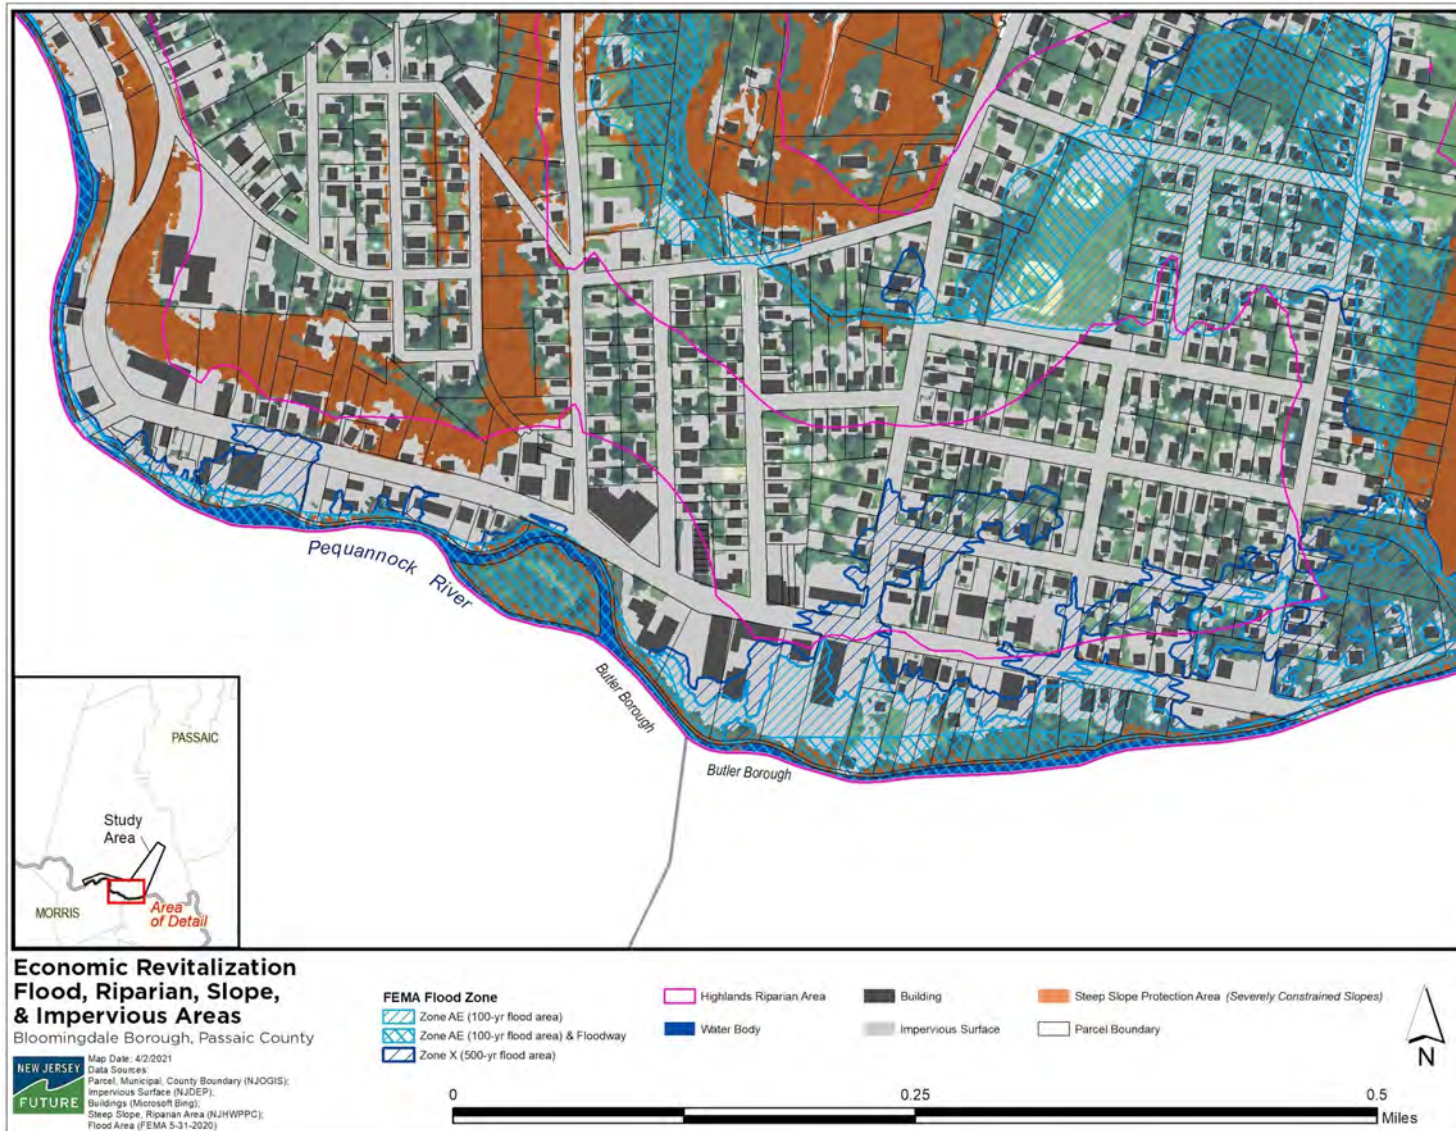 Pequannock River
Butler Borough
Butler Borough
PASSAIC
Study
Area
MORRIS
Area
of Detail
Economic Revitalization
Flood, Riparian, Slope,
& Impervious Areas
Bloomingdale Borough, Passaic County
NEW JERSEY
FUTURE
Map Date: 4/2/2021
Data Sources:
Parcel, Municipal, County Boundary (NJOGIS);
Impervious Surface (NJDEP);
Buildings (Microsoft Bing);
Steep Slope, Riparian Area (NJHWPPC);
Flood Area (FEMA 5-31-2020)
FEMA Flood Zone
Zone AE (100-yr flood area)
Zone AE (100-yr flood area) & Floodway
Zone X (500-yr flood area)
Highlands Riparian Area
Water Body
Building
Impervious Surface
Steep Slope Protection Area (Severely Constrained Slopes)
Parcel Boundary
N
0 0.25 0.5
Miles